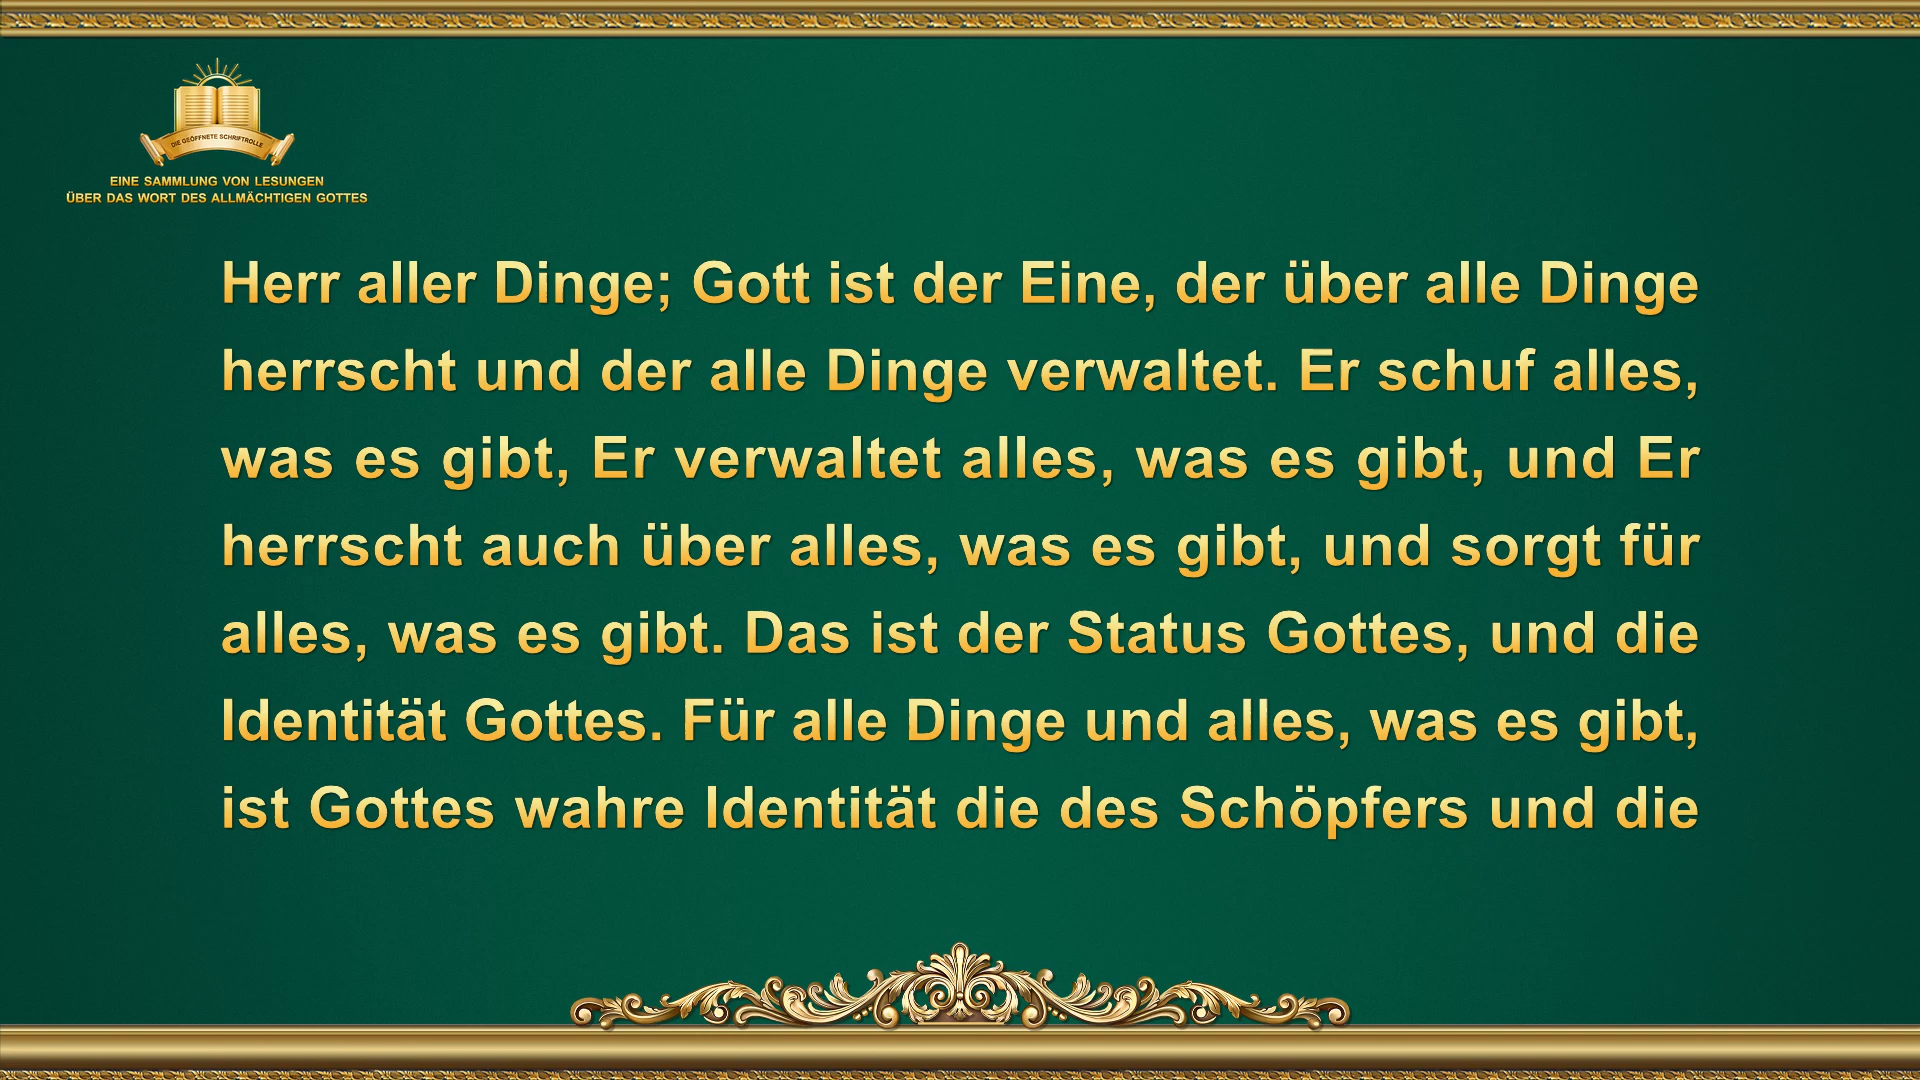 DIE GEÖFFNETE SCHRIFTROLLE
EINE SAMMLUNG VON LESUNGEN
ÜBER DAS WORT DES ALLMÄCHTIGEN GOTTES
Herr aller Dinge; Gott ist der Eine, der über alle Dinge
herrscht und der alle Dinge verwaltet. Er schuf alles,
was es gibt, Er verwaltet alles, was es gibt, und Er
herrscht auch über alles, was es gibt, und sorgt für
alles, was es gibt. Das ist der Status Gottes, und die
Identität Gottes. Für alle Dinge und alles, was es gibt,
ist Gottes wahre Identität die des Schöpfers und die